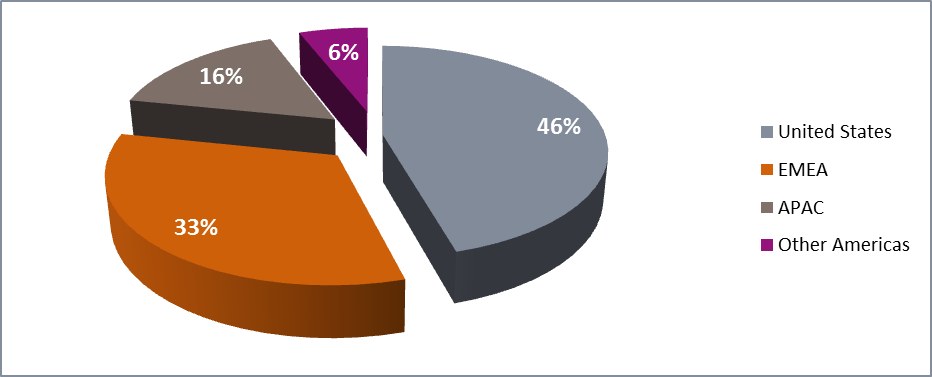 6%
16%
46%
33%
United States
EMEA
APAC
Other Americas